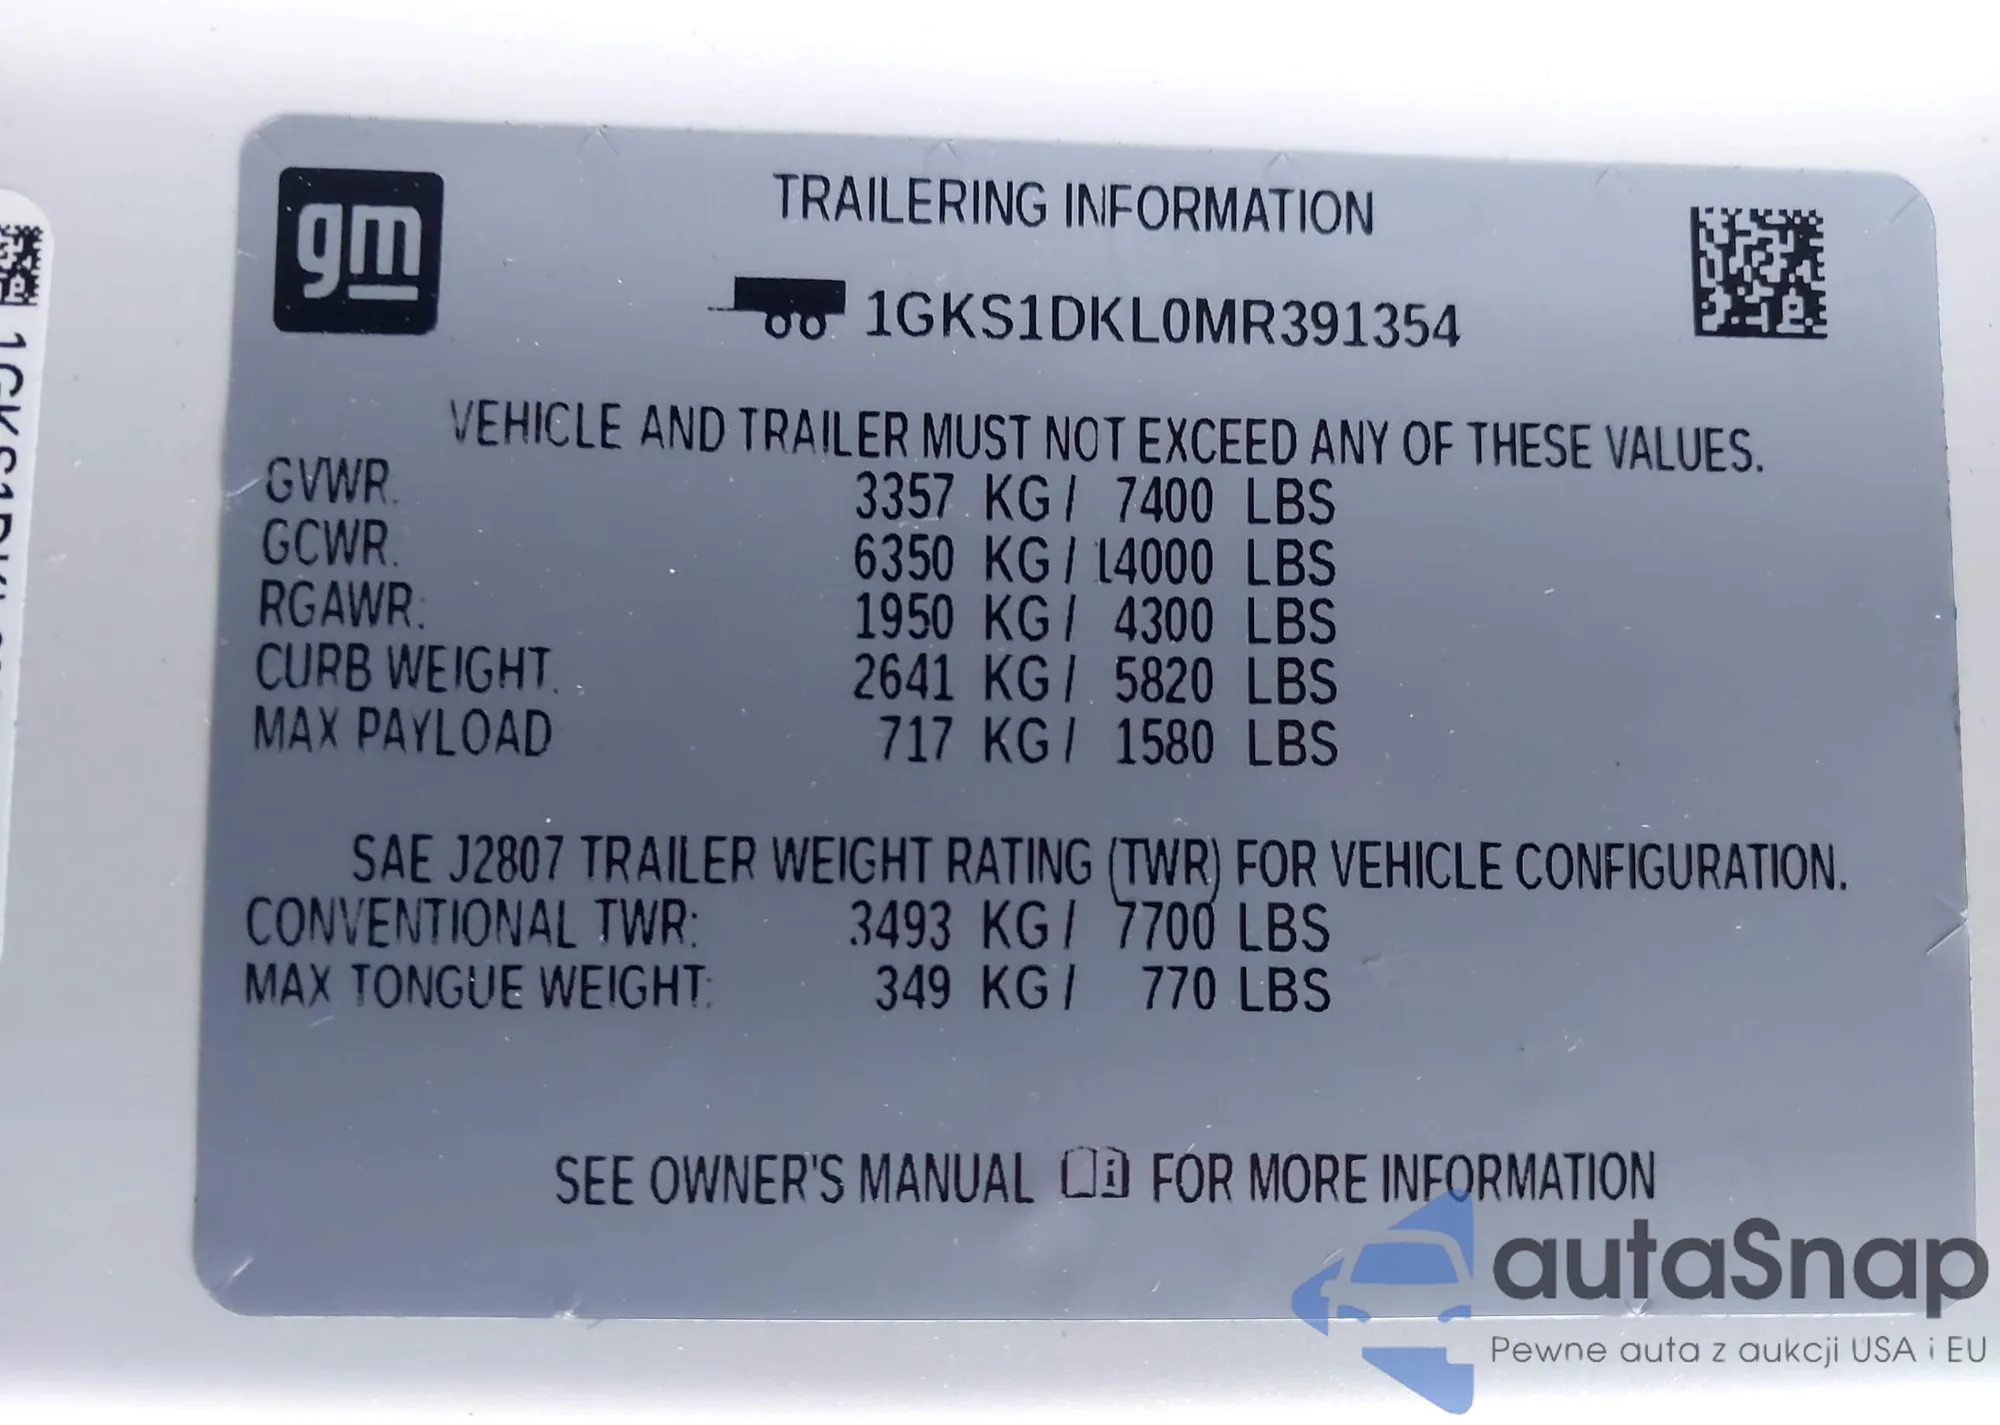 gm
TRAILERING INFORMATION
1GKS1DKL0MR391354
VEHICLE AND TRAILER MUST NOT EXCEED ANY OF THESE VALUES.
GVWR. 3357 KG / 7400 LBS
GCWR. 6350 KG / 14000 LBS
RGAWR: 1950 KG / 4300 LBS
CURB WEIGHT. 2641 KG / 5820 LBS
MAX PAYLOAD 717 KG / 1580 LBS
SAE J2807 TRAILER WEIGHT RATING (TWR) FOR VEHICLE CONFIGURATION.
CONVENTIONAL TWR: 3493 KG / 7700 LBS
MAX TONGUE WEIGHT: 349 KG / 770 LBS
SEE OWNER'S MANUAL FOR MORE INFORMATION
autaSnap
Pewne auta z aukcji USA i EU